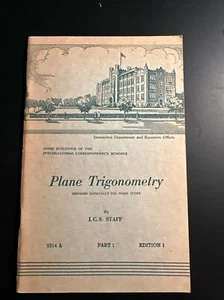 Instruction Department and Executive Offices
HOME BUILDINGS OF THE
INTERNATIONAL CORRESPONDENCE SCHOOLS
Plane Trigonometry
PREPARED ESPECIALLY FOR HOME STUDY
By
I. C. S. STAFF
5314 A PART 1 EDITION 1